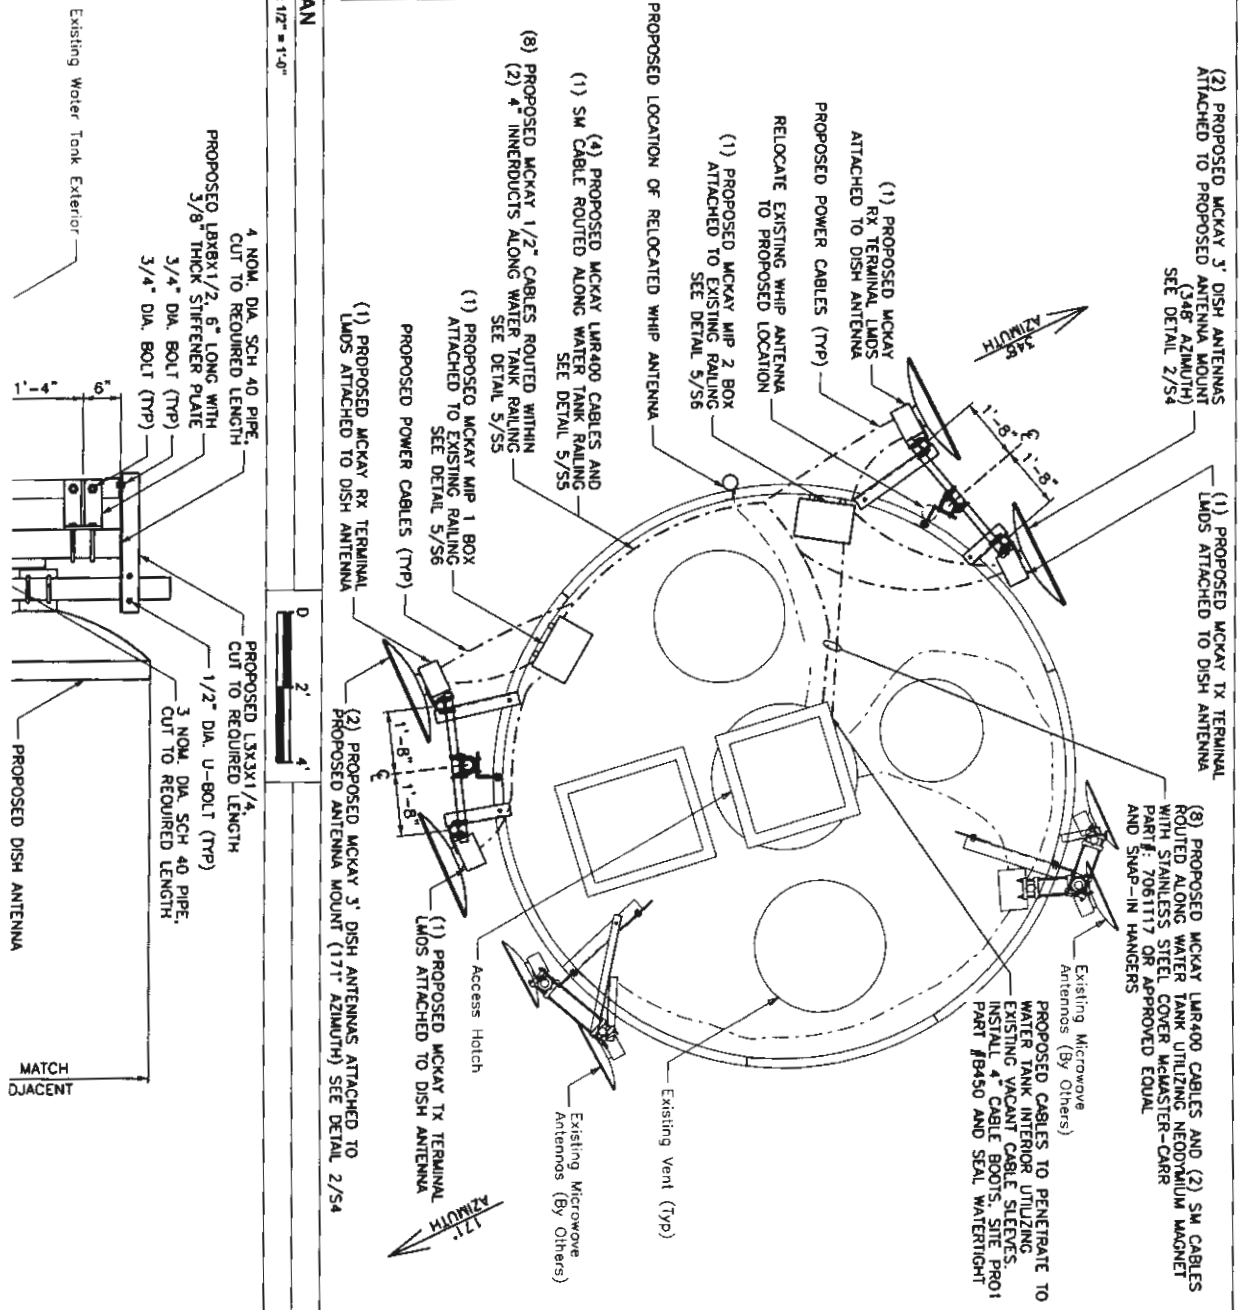 (2) PROPOSED MCKAY 3' DISH ANTENNAS
ATTACHED TO PROPOSED ANTENNA MOUNT
(348° AZIMUTH)
SEE DETAIL 2/S4
(1) PROPOSED MCKAY TX TERMINAL
LMDS ATTACHED TO DISH ANTENNA
(8) PROPOSED MCKAY LMR400 CABLES AND (2) SM CABLES
ROUTED ALONG WATER TANK UTILIZING NEODYMIUM MAGNET
WITH STAINLESS STEEL COVER McMASTER-CARR
PART#: 7061T17 OR APPROVED EQUAL
AND SNAP-IN HANGERS
Existing Microwave
Antennas (By Others)
PROPOSED CABLES TO PENETRATE TO
WATER TANK INTERIOR UTILIZING
EXISTING VACANT CABLE SLEEVES.
INSTALL 4" CABLE BOOTS. SITE PRO1
PART #B450 AND SEAL WATERTIGHT
348°
AZIMUTH
1'-8"
1'-8"
(1) PROPOSED MCKAY
RX TERMINAL LMDS
ATTACHED TO DISH ANTENNA
PROPOSED POWER CABLES (TYP)
RELOCATE EXISTING WHIP ANTENNA
TO PROPOSED LOCATION
(1) PROPOSED MCKAY MIP 2 BOX
ATTACHED TO EXISTING RAILING
SEE DETAIL 5/S6
PROPOSED LOCATION OF RELOCATED WHIP ANTENNA
(4) PROPOSED MCKAY LMR400 CABLES AND
(1) SM CABLE ROUTED ALONG WATER TANK RAILING
SEE DETAIL 5/S5
(8) PROPOSED MCKAY 1/2" CABLES ROUTED WITHIN
(2) 4" INNERDUCTS ALONG WATER TANK RAILING
SEE DETAIL 5/S5
(1) PROPOSED MCKAY MIP 1 BOX
ATTACHED TO EXISTING RAILING
SEE DETAIL 5/S6
PROPOSED POWER CABLES (TYP)
(1) PROPOSED MCKAY RX TERMINAL
LMDS ATTACHED TO DISH ANTENNA
1'-8"
1'-8"
Existing Vent (Typ)
Existing Microwave
Antennas (By Others)
Access Hatch
(1) PROPOSED MCKAY TX TERMINAL
LMDS ATTACHED TO DISH ANTENNA
(2) PROPOSED MCKAY 3' DISH ANTENNAS ATTACHED TO
PROPOSED ANTENNA MOUNT (171° AZIMUTH) SEE DETAIL 2/S4
171°
AZIMUTH
AN
1/2" = 1'-0"
0
2'
4'
4 NOM. DIA. SCH 40 PIPE,
CUT TO REQUIRED LENGTH
PROPOSED L8X8X1/2, 6" LONG WITH
3/8" THICK STIFFENER PLATE
3/4" DIA. BOLT (TYP)
3/4" DIA. BOLT (TYP)
Existing Water Tank Exterior
1'-4"
6"
PROPOSED L3X3X1/4,
CUT TO REQUIRED LENGTH
1/2" DIA. U-BOLT (TYP)
3 NOM. DIA. SCH 40 PIPE,
CUT TO REQUIRED LENGTH
PROPOSED DISH ANTENNA
MATCH
DJACENT